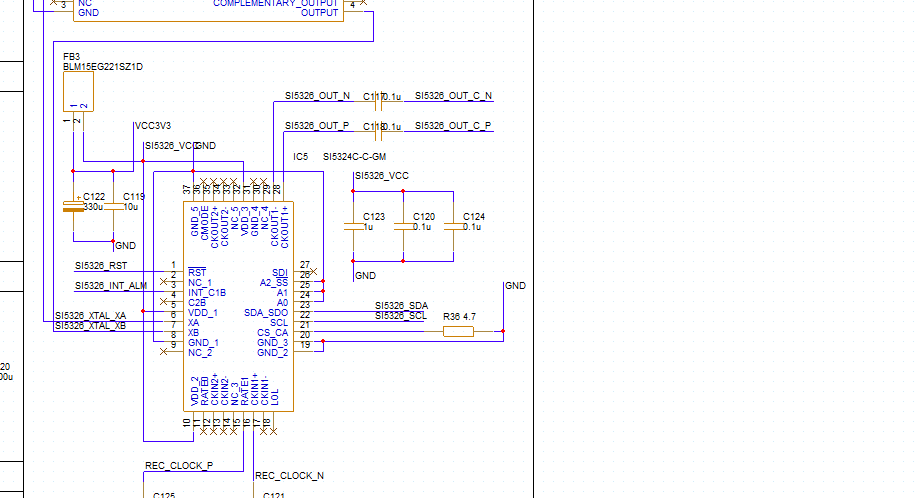 3
NC
GND
COMPLEMENTARY_OUTPUT
OUTPUT
4
FB3
BLM15EG221SZ1D
1
2
1
2
VCC3V3
SI5326_VCC
GND
SI5326_OUT_N
C117
0.1u
SI5326_OUT_C_N
SI5326_OUT_P
C118
0.1u
SI5326_OUT_C_P
IC5
SI5324C-C-GM
+
C122
330u
C119
10u
GND
37
36
35
34
33
32
31
30
29
28
GND_5
CMODE
CKOUT2+
CKOUT2-
NC_5
VDD_3
GND_4
NC_4
CKOUT1-
CKOUT1+
SI5326_VCC
C123
1u
C120
0.1u
C124
0.1u
GND
SI5326_RST
SI5326_INT_ALM
SI5326_XTAL_XA
SI5326_XTAL_XB
1
2
3
4
5
6
7
8
9
RST
NC_1
INT_C1B
C2B
VDD_1
XA
XB
GND_1
NC_2
SDI
A2_SS
A1
A0
SDA_SDO
SCL
CS_CA
GND_3
GND_2
27
26
25
24
23
22
21
20
19
SI5326_SDA
SI5326_SCL
R36 4.7
GND
VDD_2
RATE0
CKIN2+
CKIN2-
NC_3
RATE1
CKIN1+
CKIN1-
LOL
10
11
12
13
14
15
16
17
18
REC_CLOCK_P
REC_CLOCK_N
C125
C121
20
00u